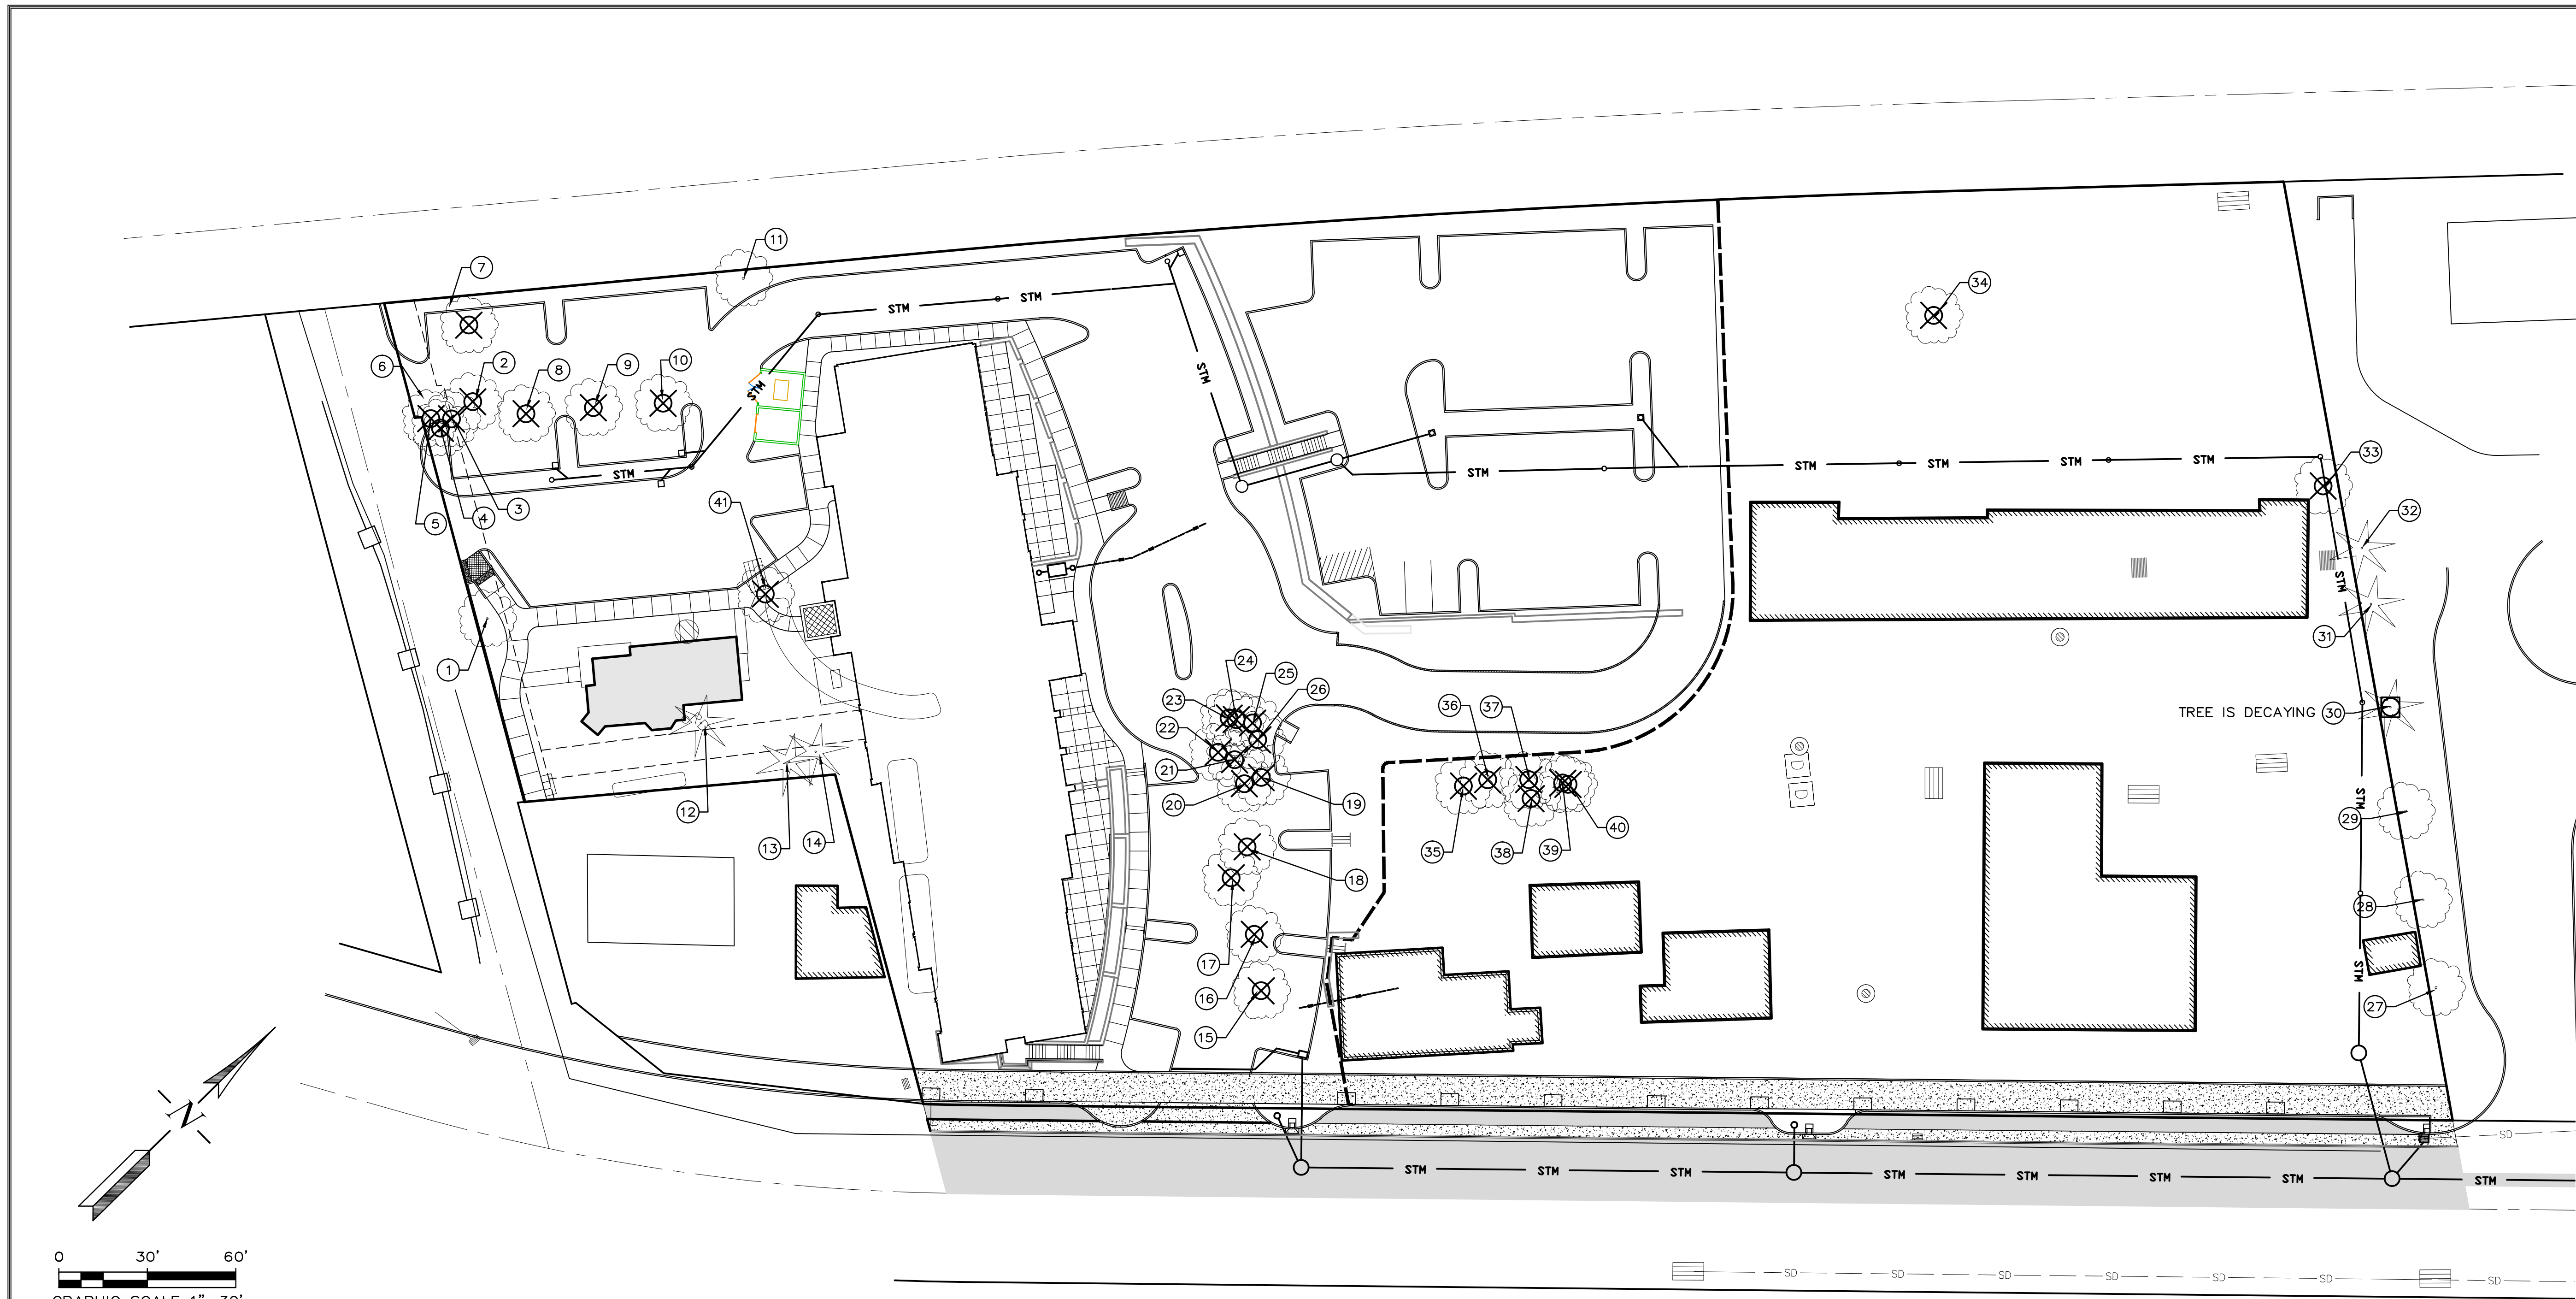 11
7
34
STM STM
6 2 8 9 10
STM
STM
33
STM STM STM STM STM
STM
5 4 3
41
32
STM
1
31
24 25 26
23
22
21
20 19
36 37
TREE IS DECAYING 30
12
13 14
35 38 39 40
STM
29
18
28
17
16
15
STM
27
N
SD
STM STM STM STM STM STM STM STM
0 30' 60'
SD SD SD SD SD SD SD
GRAPHIC SCALE 1"=30'